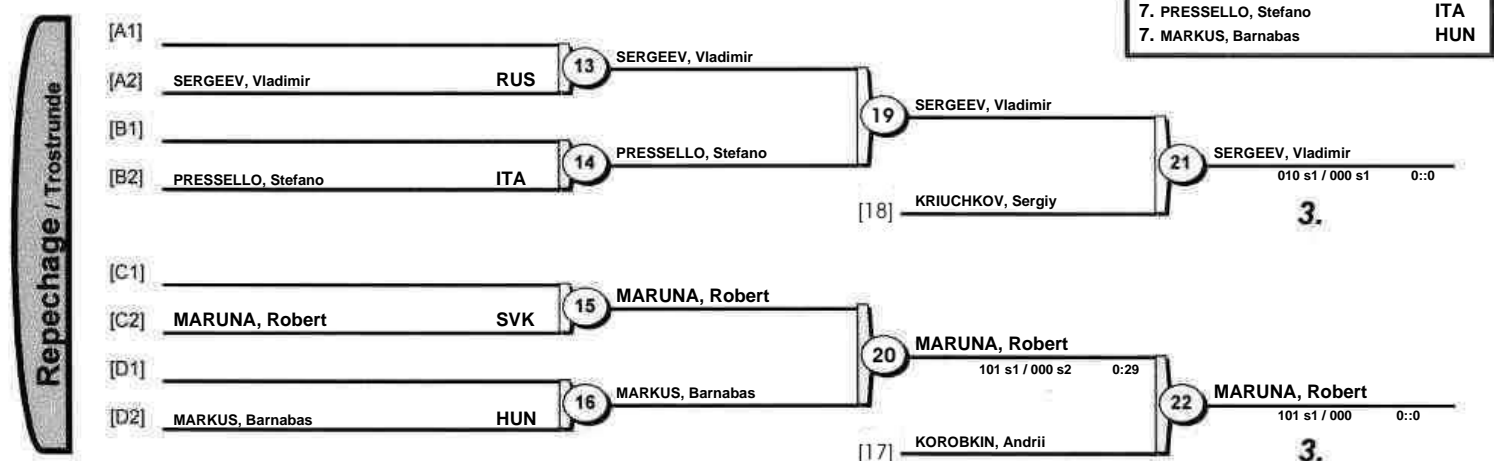 7. PRESSELLO, Stefano ITA
7. MARKUS, Barnabas HUN
Repechage / Trostrunde
[A1]
[A2] SERGEEV, Vladimir RUS
13 SERGEEV, Vladimir
[B1]
[B2] PRESSELLO, Stefano ITA
14 PRESSELLO, Stefano
19 SERGEEV, Vladimir
[18] KRIUCHKOV, Sergiy
21 SERGEEV, Vladimir
010 s1 / 000 s1 0::0
3.
[C1]
[C2] MARUNA, Robert SVK
15 MARUNA, Robert
[D1]
[D2] MARKUS, Barnabas HUN
16 MARKUS, Barnabas
20 MARUNA, Robert
101 s1 / 000 s2 0:29
[17] KOROBKIN, Andrii
22 MARUNA, Robert
101 s1 / 000 0::0
3.